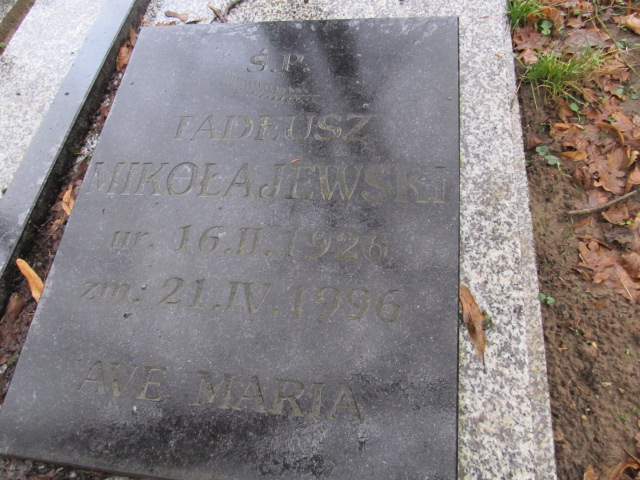 Ś.P.
TADEUSZ
MIKOŁAJEWSKI
ur. 16.II.1926
zm. 21.IV.1996
AVE MARIA